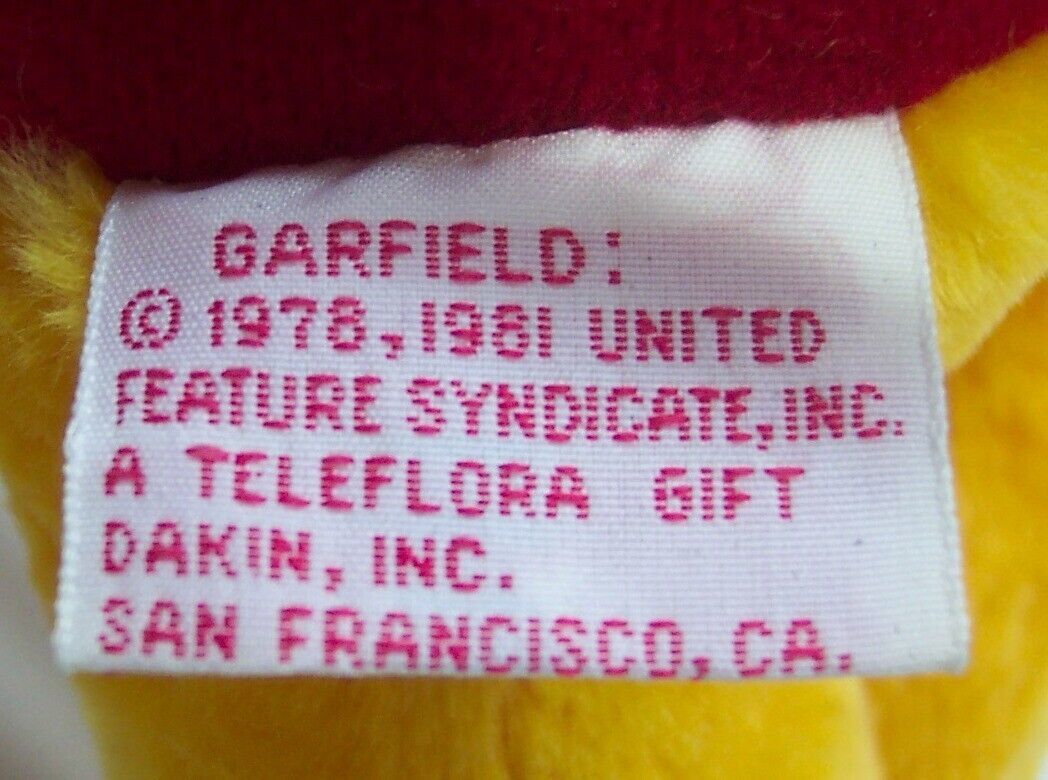 GARFIELD:
© 1978, 1981 UNITED
FEATURE SYNDICATE, INC.
A TELEFLORA GIFT
DAKIN, INC.
SAN FRANCISCO, CA.